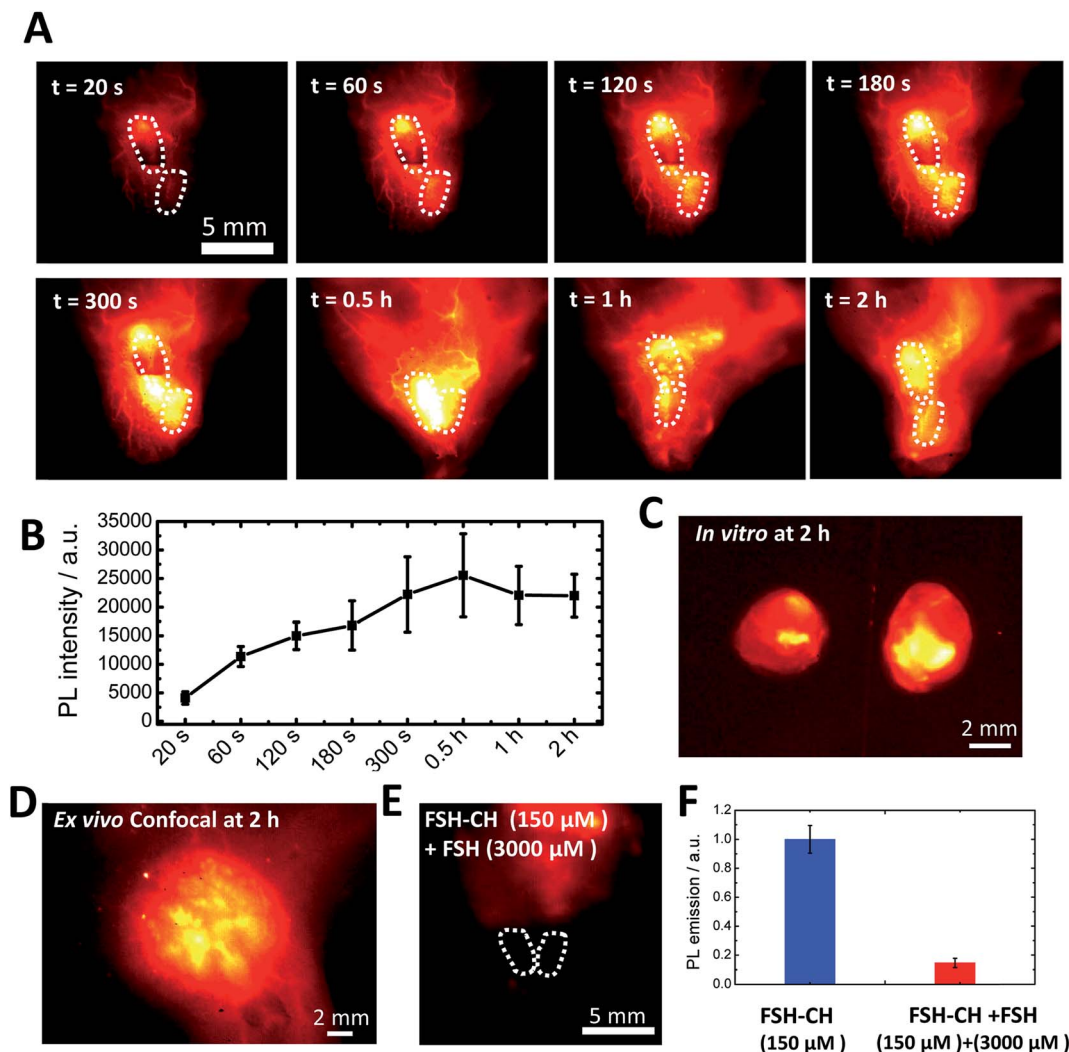 A
t = 20 s
t = 60 s
t = 120 s
t = 180 s
5 mm
t = 300 s
t = 0.5 h
t = 1 h
t = 2 h
B
PL intensity / a.u.
35000
30000
25000
20000
15000
10000
5000
0
20 s
60 s
120 s
180 s
300 s
0.5 h
1 h
2 h
C
In vitro at 2 h
2 mm
D
Ex vivo Confocal at 2 h
2 mm
E
FSH-CH (150 µM )
+ FSH (3000 µM )
5 mm
F
PL emission / a.u.
1.2
1.0
0.8
0.6
0.4
0.2
0.0
FSH-CH
(150 µM )
FSH-CH +FSH
(150 µM )+(3000 µM )